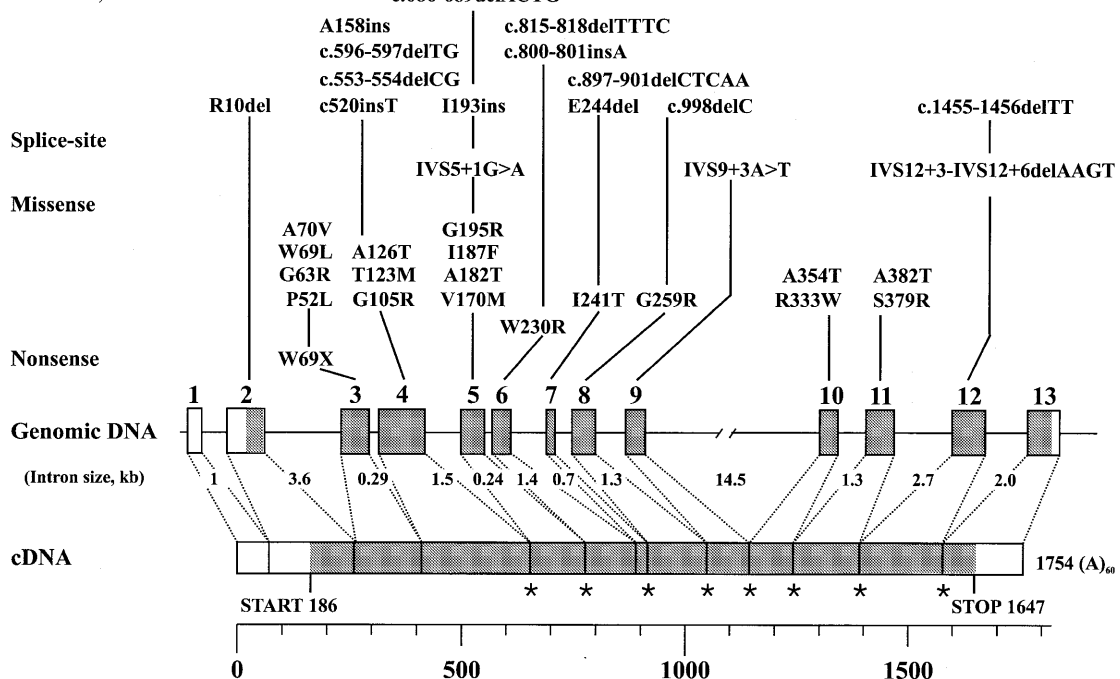 A158ins c.815-818delTTTC
c.596-597delTG c.800-801insA
c.553-554delCG c.897-901delCTCAA
R10del c520insT I193ins E244del c.998delC c.1455-1456delTT
Splice-site
IVS5+1G>A IVS9+3A>T IVS12+3-IVS12+6delAAGT
Missense
A70V G195R
W69L A126T I187F
G63R T123M A182T A354T A382T
P52L G105R V170M I241T G259R R333W S379R
W230R
Nonsense W69X
1 2 3 4 5 6 7 8 9 10 11 12 13
Genomic DNA
(Intron size, kb) 1 3.6 0.29 1.5 0.24 1.4 0.7 1.3 14.5 1.3 2.7 2.0
cDNA 1754 (A)60
* * * * * * * *
START 186 STOP 1647
0 500 1000 1500